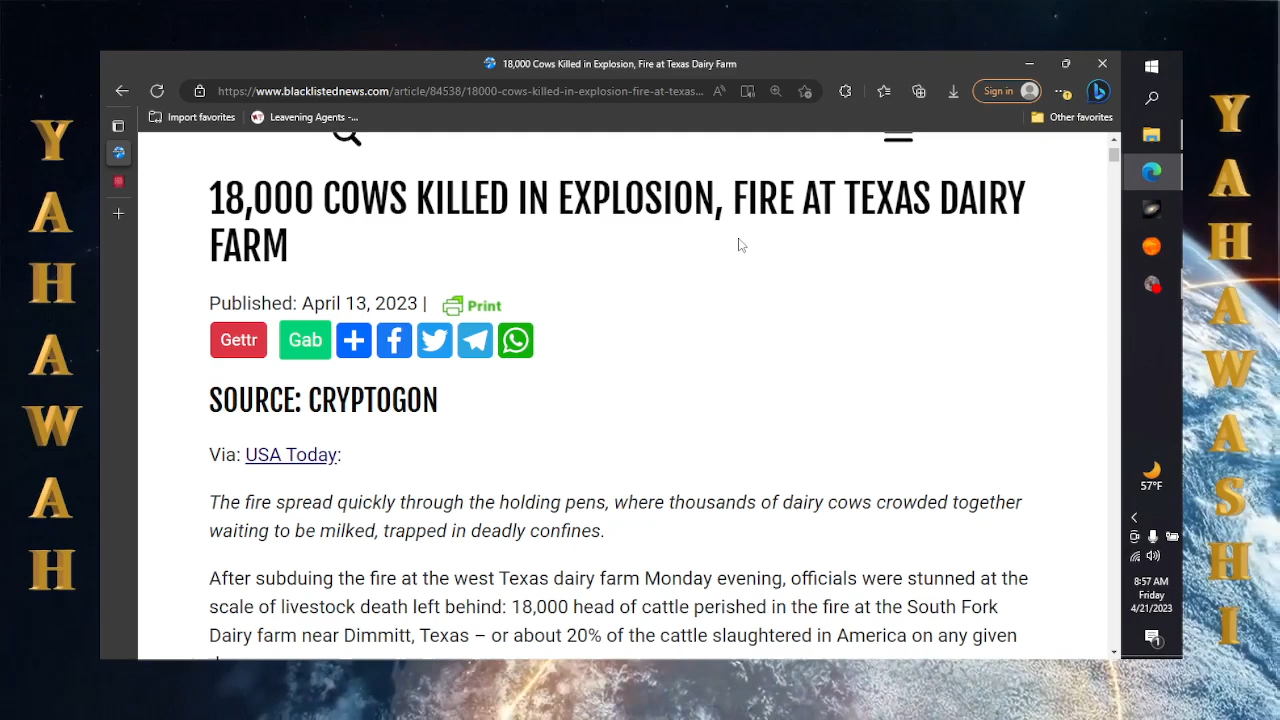 YAHAWAH
18,000 Cows Killed in Explosion, Fire at Texas Dairy Farm
https://www.blacklistednews.com/article/84538/18000-cows-killed-in-explosion-fire-at-texas...
Sign in
Import favorites
Leavening Agents -...
Other favorites
18,000 COWS KILLED IN EXPLOSION, FIRE AT TEXAS DAIRY
FARM
Published: April 13, 2023 | Print
Gettr Gab
SOURCE: CRYPTOGON
Via: USA Today:
The fire spread quickly through the holding pens, where thousands of dairy cows crowded together
waiting to be milked, trapped in deadly confines.
After subduing the fire at the west Texas dairy farm Monday evening, officials were stunned at the
scale of livestock death left behind: 18,000 head of cattle perished in the fire at the South Fork
Dairy farm near Dimmitt, Texas – or about 20% of the cattle slaughtered in America on any given
57°F
8:57 AM
Friday
4/21/2023
1
YAHAWASHI